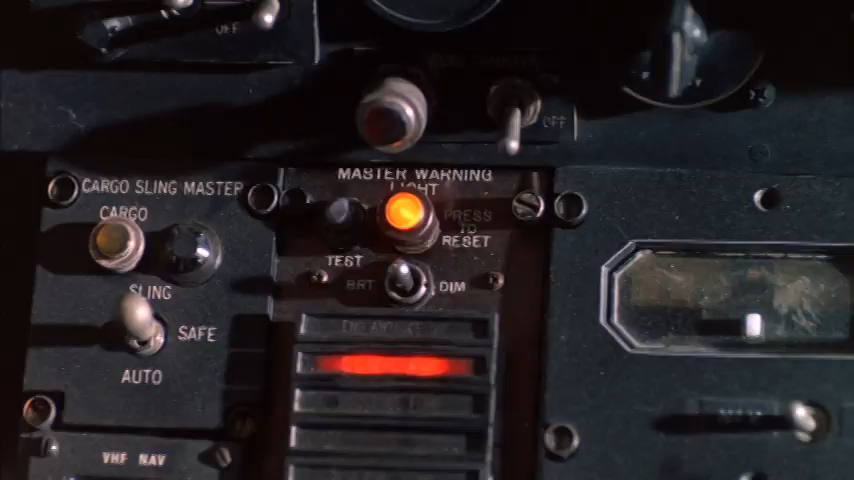 OFF
OFF
CARGO SLING MASTER
CARGO
SLING
SAFE
AUTO
VHF NAV
MASTER WARNING
LIGHT
PRESS
TO
RESET
TEST
BRT
DIM